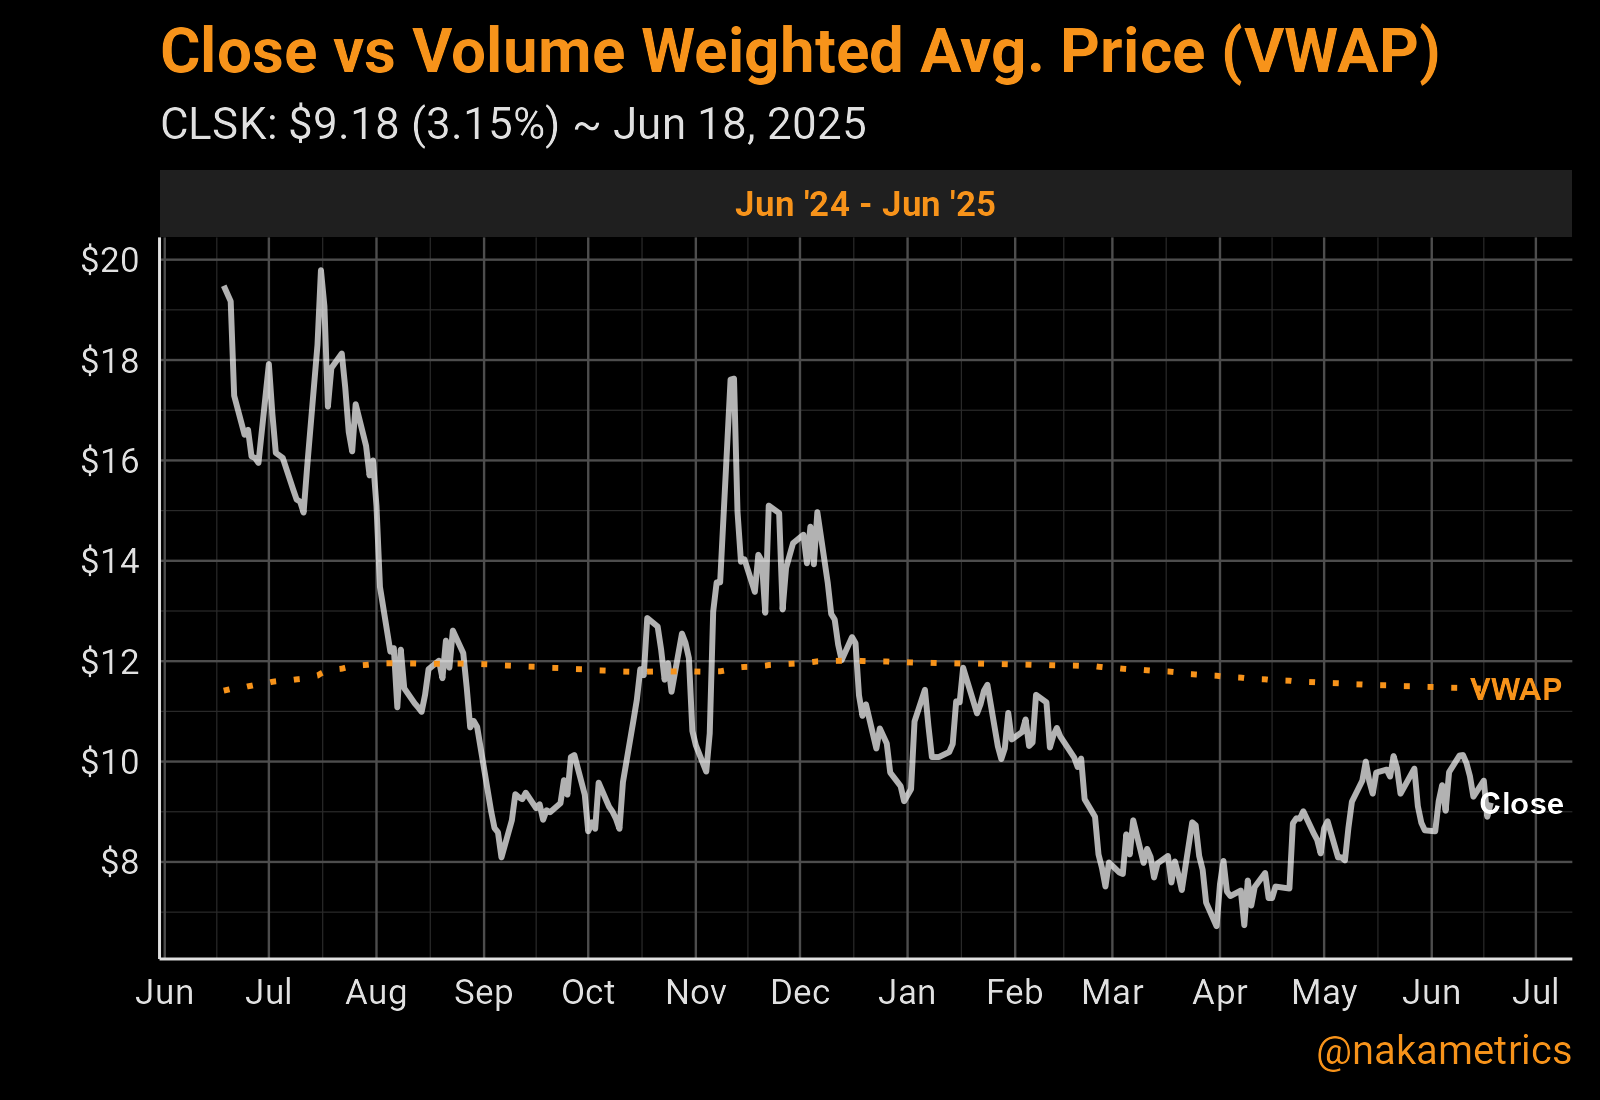 Close vs Volume Weighted Avg. Price (VWAP)
CLSK: $9.18 (3.15%) ~ Jun 18, 2025
Jun '24 - Jun '25
$20
$18
$16
$14
$12
$10
$8
VWAP
Close
Jun Jul Aug Sep Oct Nov Dec Jan Feb Mar Apr May Jun Jul
@nakametrics